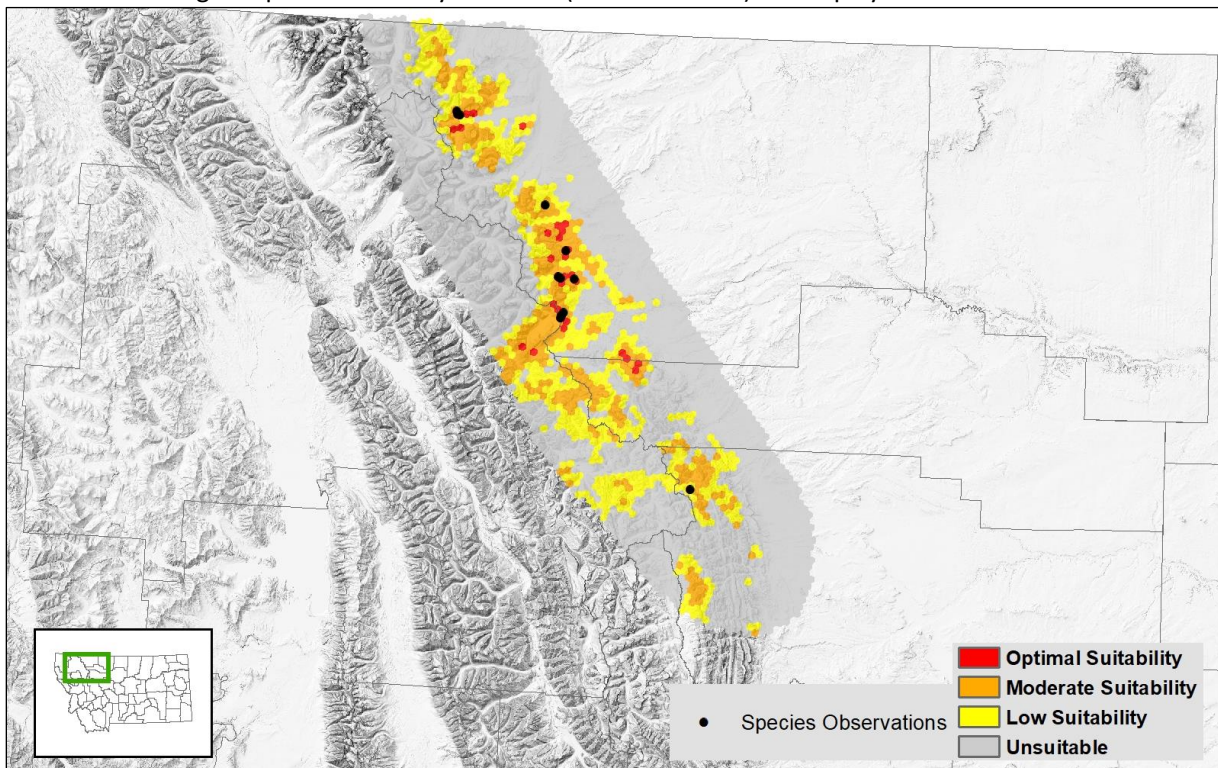 Optimal Suitability
Moderate Suitability
Species Observations
Low Suitability
Unsuitable